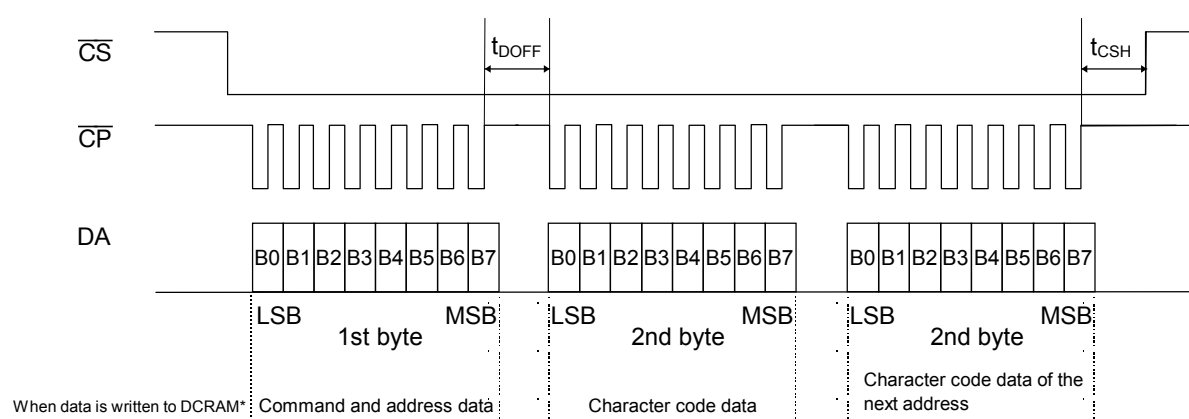 CS
tDOFF
tCSH
CP
DA
B0 B1 B2 B3 B4 B5 B6 B7
B0 B1 B2 B3 B4 B5 B6 B7
B0 B1 B2 B3 B4 B5 B6 B7
LSB MSB
1st byte
LSB MSB
2nd byte
LSB MSB
2nd byte
When data is written to DCRAM*
Command and address data
Character code data
Character code data of the
next address